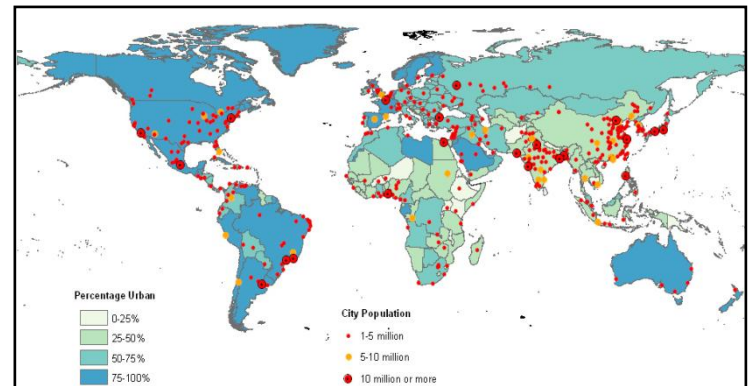 Percentage Urban
0-25%
25-50%
50-75%
75-100%
City Population
1-5 million
5-10 million
10 million or more